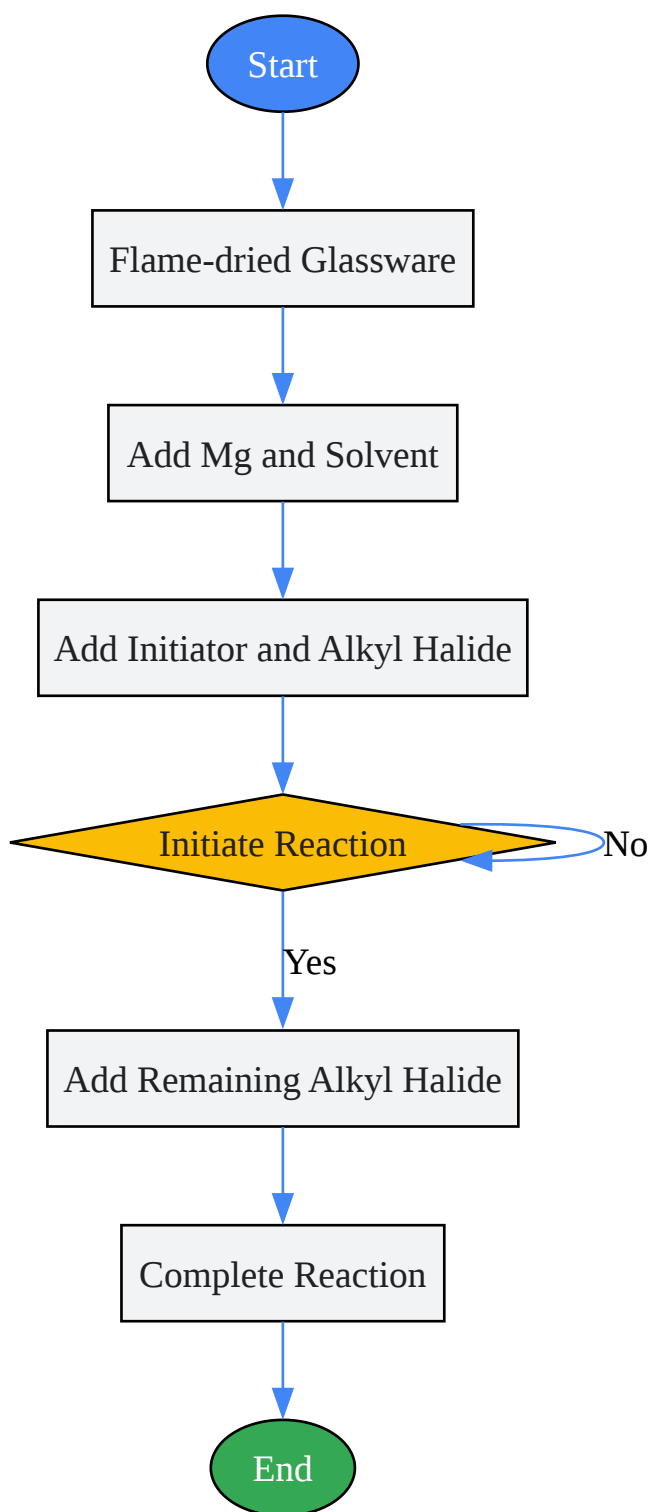 Start
Flame-dried Glassware
Add Mg and Solvent
Add Initiator and Alkyl Halide
Initiate Reaction
No
Yes
Add Remaining Alkyl Halide
Complete Reaction
End